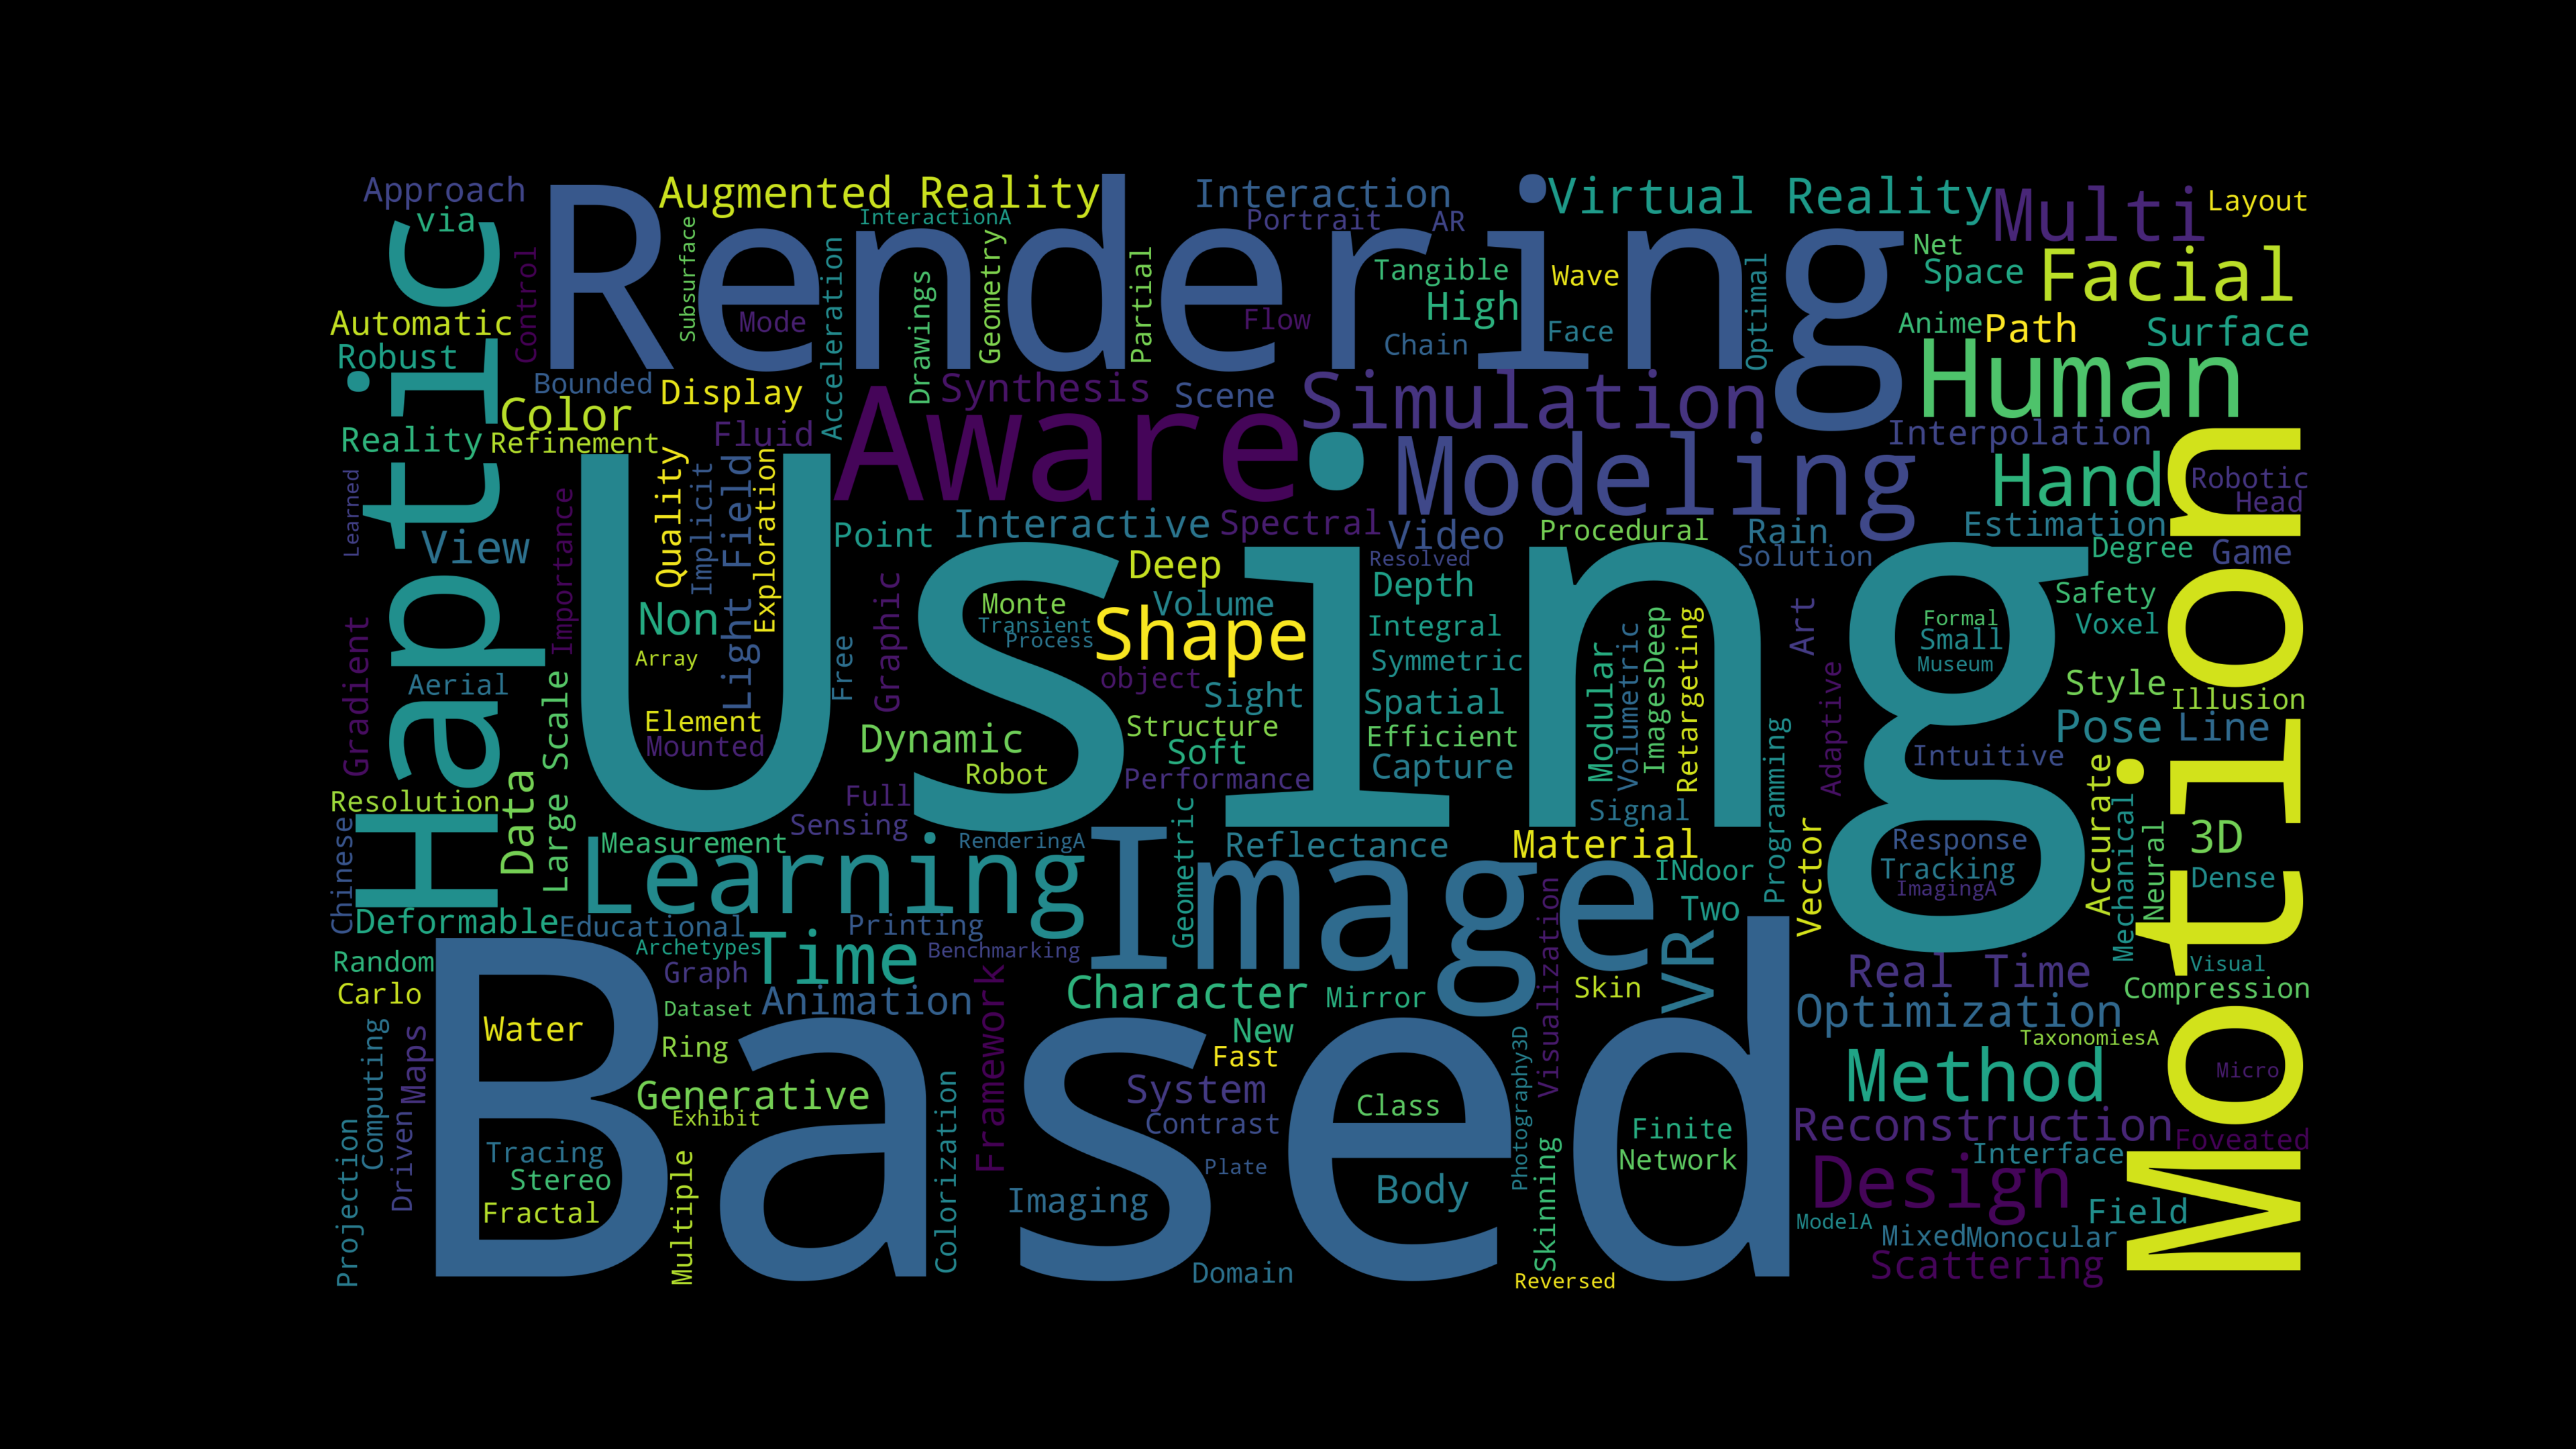 Approach
via
Augmented Reality
InteractionA
Interaction
Portrait
AR
Virtual Reality
Multi
Layout
Rendering
Haptic
Control
Subsurface
Mode
Acceleration
Drawings
Geometry
Partial
Flow
Tangible
High
Chain
Wave
Face
Optimal
Net
Space
Facial
Anime
Path
Surface
Automatic
Robust
Bounded
Display
Synthesis
Scene
Simulation
Human
Color
Reality
Refinement
Fluid
Aware
Modeling
Interpolation
Learned
View
Importance
Quality
Implicit
Light Field
Exploration
Point
Interactive
Spectral
Video
Resolved
Procedural
Rain
Solution
Hand
Estimation
Robotic
Head
Degree
Game
Using
Motion
Non
Array
Free
Graphic
Monte
Transient
Process
Deep
Volume
Shape
Depth
Integral
Symmetric
object
Sight
Spatial
Modular
Volumetric
ImagesDeep
Retargeting
Art
Adaptive
Formal
Small
Museum
Safety
Voxel
Style
Illusion
Gradient
Aerial
Large Scale
Element
Mounted
Dynamic
Robot
Structure
Soft
Performance
Efficient
Capture
Signal
Programming
Intuitive
Pose
Line
Resolution
Data
Full
Sensing
Measurement
RenderingA
Geometric
Reflectance
Material
INdoor
Two
Vector
Response
Tracking
ImagingA
Accurate
Mechanical
Neural
3D
Dense
Chinese
Deformable
Learning
Image
Educational
Printing
Archetypes
Time
Benchmarking
Random
Carlo
Graph
Dataset
Animation
Framework
Character
Mirror
Visualization
Skin
VR
Real Time
Optimization
Visual
Compression
TaxonomiesA
Based
Water
Ring
Generative
Exhibit
Colorization
New
Fast
System
Contrast
Plate
Class
Photography3D
Finite
Network
Method
Micro
Reconstruction
Foveated
Projection
Computing
Driven
Maps
Tracing
Stereo
Fractal
Multiple
Imaging
Body
Skinning
Interface
Design
Field
ModelA
Mixed
Monocular
Scattering
Domain
Reversed